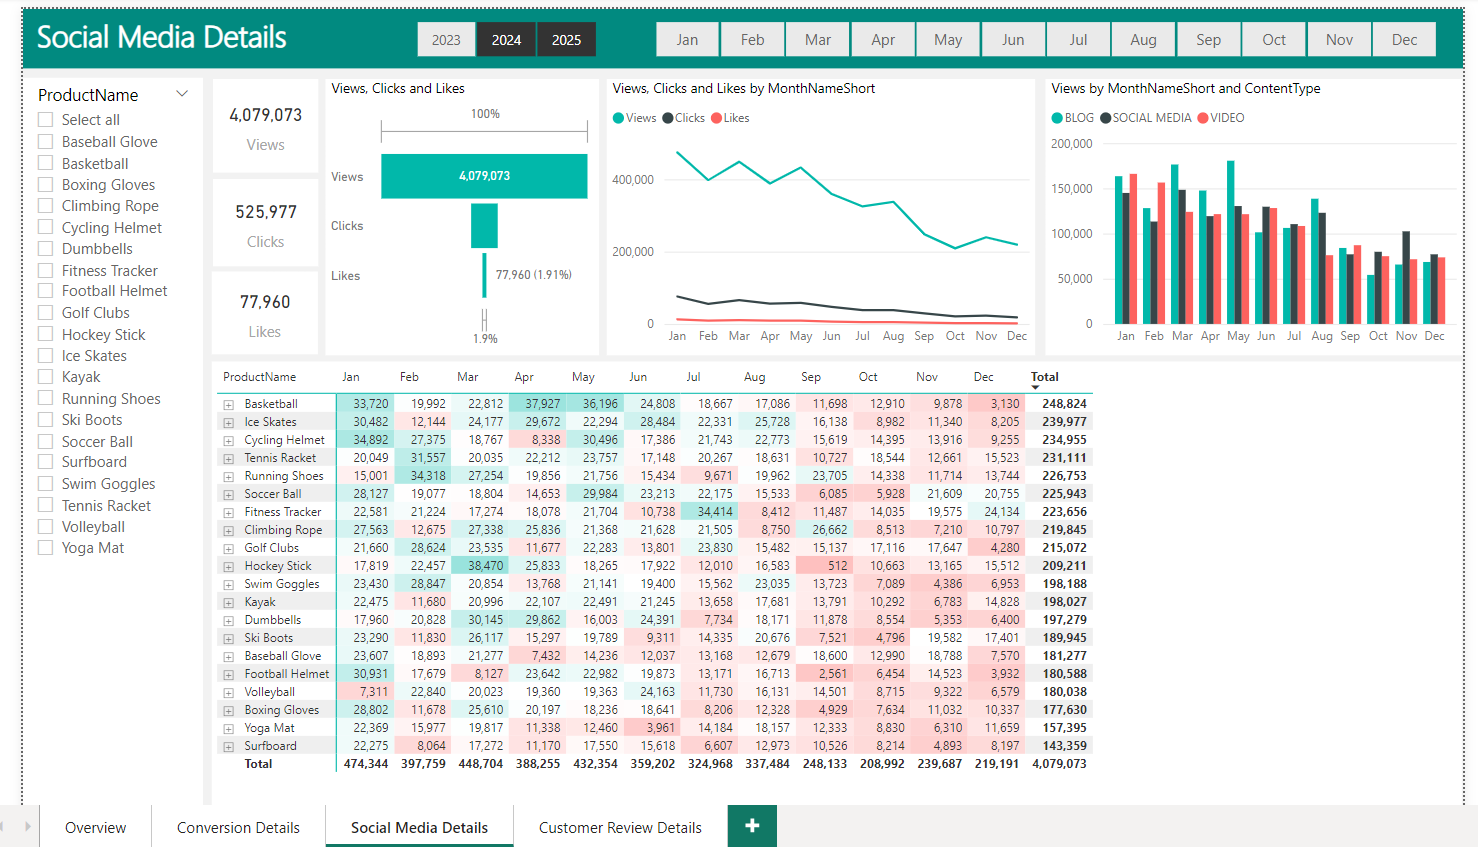 Social Media Details
2023 2024 2025
Jan Feb Mar Apr May Jun Jul Aug Sep Oct Nov Dec
ProductName
Select all
Baseball Glove
Basketball
Boxing Gloves
Climbing Rope
Cycling Helmet
Dumbbells
Fitness Tracker
Football Helmet
Golf Clubs
Hockey Stick
Ice Skates
Kayak
Running Shoes
Ski Boots
Soccer Ball
Surfboard
Swim Goggles
Tennis Racket
Volleyball
Yoga Mat
4,079,073
Views
525,977
Clicks
77,960
Likes
Views, Clicks and Likes
100%
Views 4,079,073
Clicks
Likes 77,960 (1.91%)
1.9%
Views, Clicks and Likes by MonthNameShort
Views Clicks Likes
400,000
200,000
0
Jan Feb Mar Apr May Jun Jul Aug Sep Oct Nov Dec
Views by MonthNameShort and ContentType
BLOG SOCIAL MEDIA VIDEO
200,000
150,000
100,000
50,000
0
Jan Feb Mar Apr May Jun Jul Aug Sep Oct Nov Dec
ProductName Jan Feb Mar Apr May Jun Jul Aug Sep Oct Nov Dec Total
Basketball 33,720 19,992 22,812 37,927 36,196 24,808 18,667 17,086 11,698 12,910 9,878 3,130 248,824
Ice Skates 30,482 12,144 24,177 29,672 22,294 28,484 22,331 25,728 16,138 8,982 11,340 8,205 239,977
Cycling Helmet 34,892 27,375 18,767 8,338 30,496 17,386 21,743 22,773 15,619 14,395 13,916 9,255 234,955
Tennis Racket 20,049 31,557 20,035 22,212 23,757 17,148 20,267 18,631 10,727 18,544 12,661 15,523 231,111
Running Shoes 15,001 34,318 27,254 19,856 21,756 15,434 9,671 19,962 23,705 14,338 11,714 13,744 226,753
Soccer Ball 28,127 19,077 18,804 14,653 29,984 23,213 22,175 15,533 6,085 5,928 21,609 20,755 225,943
Fitness Tracker 22,581 21,224 17,274 18,078 21,704 10,738 34,414 8,412 11,487 14,035 19,575 24,134 223,656
Climbing Rope 27,563 12,675 27,338 25,836 21,368 21,628 21,505 8,750 26,662 8,513 7,210 10,797 219,845
Golf Clubs 21,660 28,624 23,535 11,677 22,283 13,801 23,830 15,482 15,137 17,116 17,647 4,280 215,072
Hockey Stick 17,819 22,457 38,470 25,833 18,265 17,922 12,010 16,583 512 10,663 13,165 15,512 209,211
Swim Goggles 23,430 28,847 20,854 13,768 21,141 19,400 15,562 23,035 13,723 7,089 4,386 6,953 198,188
Kayak 22,475 11,680 20,996 22,107 22,491 21,245 13,658 17,681 13,791 10,292 6,783 14,828 198,027
Dumbbells 17,960 20,828 30,145 29,862 16,003 24,391 7,734 18,171 11,878 8,554 5,353 6,400 197,279
Ski Boots 23,290 11,830 26,117 15,297 19,789 9,311 14,335 20,676 7,521 4,796 19,582 17,401 189,945
Baseball Glove 23,607 18,893 21,277 7,432 14,236 12,037 13,168 12,679 18,600 12,990 18,788 7,570 181,277
Football Helmet 30,931 17,679 8,127 23,642 22,982 19,873 13,171 16,713 2,561 6,454 14,523 3,932 180,588
Volleyball 7,311 22,840 20,023 19,360 19,363 24,163 11,730 16,131 14,501 8,715 9,322 6,579 180,038
Boxing Gloves 28,802 11,678 25,610 20,197 18,236 18,641 8,206 12,328 4,929 7,634 11,032 10,337 177,630
Yoga Mat 22,369 15,977 19,817 11,338 12,460 3,961 14,184 18,157 12,333 8,830 6,310 11,659 157,395
Surfboard 22,275 8,064 17,272 11,170 17,550 15,618 6,607 12,973 10,526 8,214 4,893 8,197 143,359
Total 474,344 397,759 448,704 388,255 432,354 359,202 324,968 337,484 248,133 208,992 239,687 219,191 4,079,073
Overview Conversion Details Social Media Details Customer Review Details +